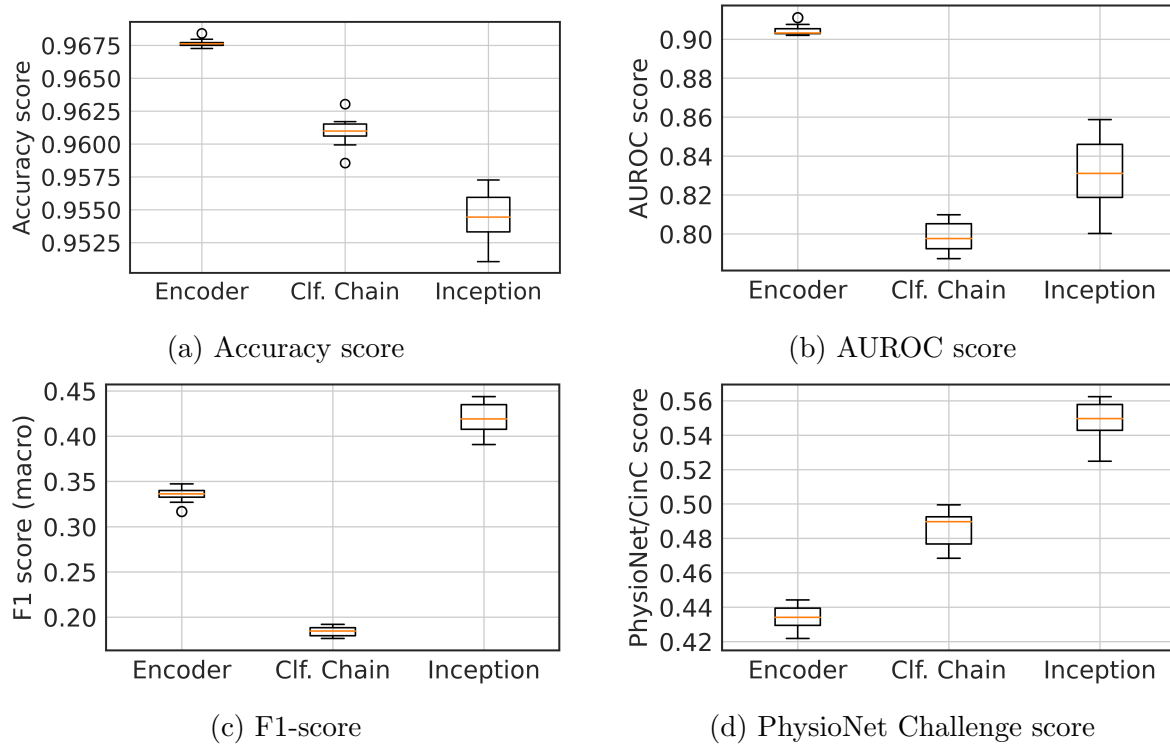 Accuracy score
0.9675
0.9650
0.9625
0.9600
0.9575
0.9550
0.9525
Encoder Clf. Chain Inception
(a) Accuracy score
AUROC score
0.90
0.88
0.86
0.84
0.82
0.80
Encoder Clf. Chain Inception
(b) AUROC score
F1 score (macro)
0.45
0.40
0.35
0.30
0.25
0.20
Encoder Clf. Chain Inception
(c) F1-score
PhysioNet/CinC score
0.56
0.54
0.52
0.50
0.48
0.46
0.44
0.42
Encoder Clf. Chain Inception
(d) PhysioNet Challenge score